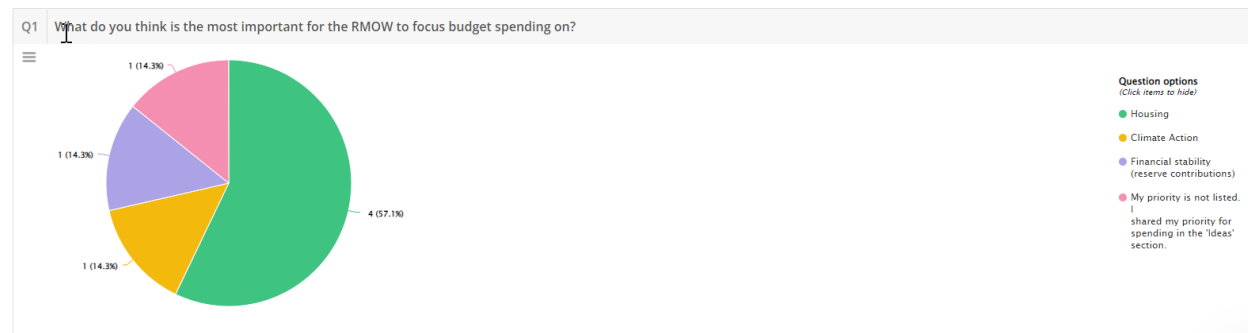 Q1 What do you think is the most important for the RMOW to focus budget spending on?
1 (14.3%)
1 (14.3%)
4 (57.1%)
1 (14.3%)
Question options
(Click items to hide)
Housing
Climate Action
Financial stability
(reserve contributions)
My priority is not listed.
I
shared my priority for
spending in the 'Ideas'
section.